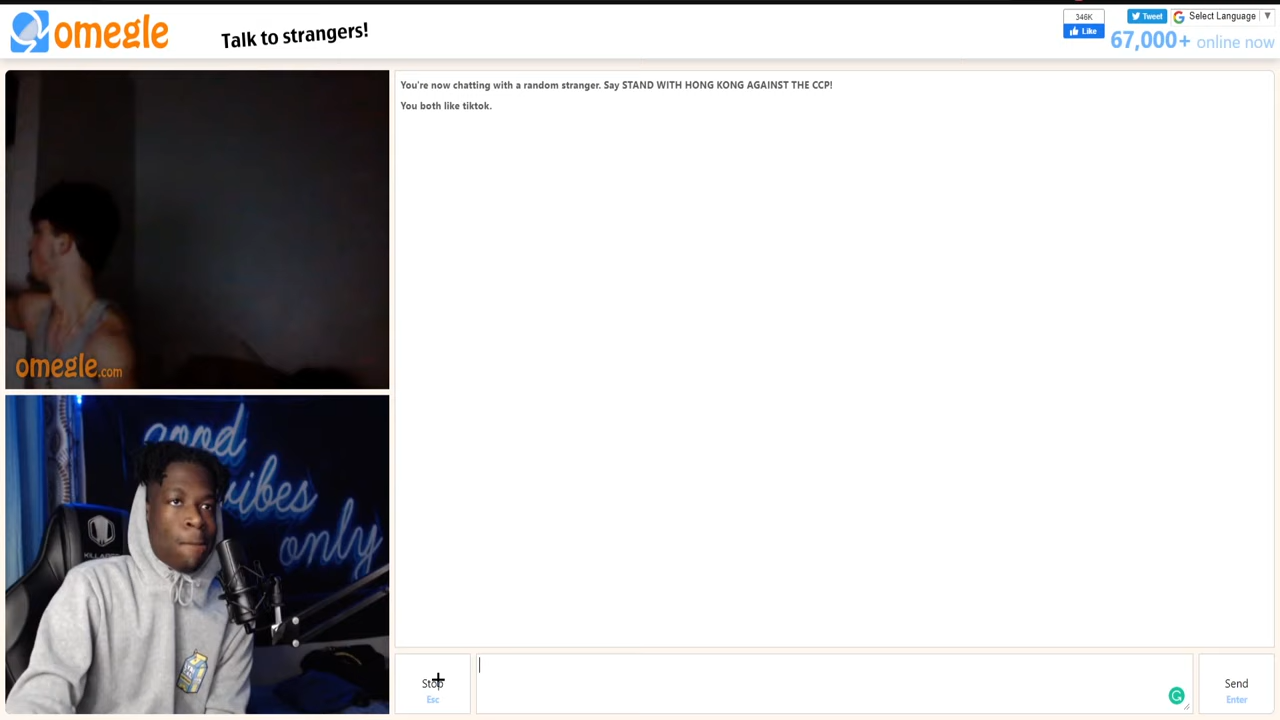 omegle
Talk to strangers!
346K
Like
Tweet
Select Language
67,000+ online now
You're now chatting with a random stranger. Say STAND WITH HONG KONG AGAINST THE CCP!
You both like tiktok.
omegle.com
good
vibes
only
Stop
Esc
Send
Enter